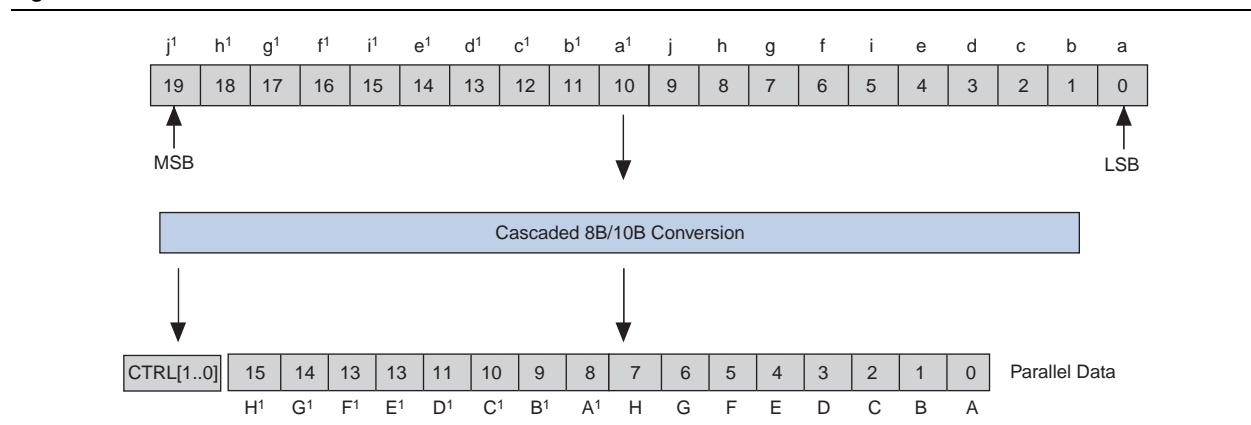 j¹ h¹ g¹ f¹ i¹ e¹ d¹ c¹ b¹ a¹ j h g f i e d c b a
19 18 17 16 15 14 13 12 11 10 9 8 7 6 5 4 3 2 1 0
MSB LSB
Cascaded 8B/10B Conversion
CTRL[1..0] 15 14 13 13 11 10 9 8 7 6 5 4 3 2 1 0 Parallel Data
H¹ G¹ F¹ E¹ D¹ C¹ B¹ A¹ H G F E D C B A